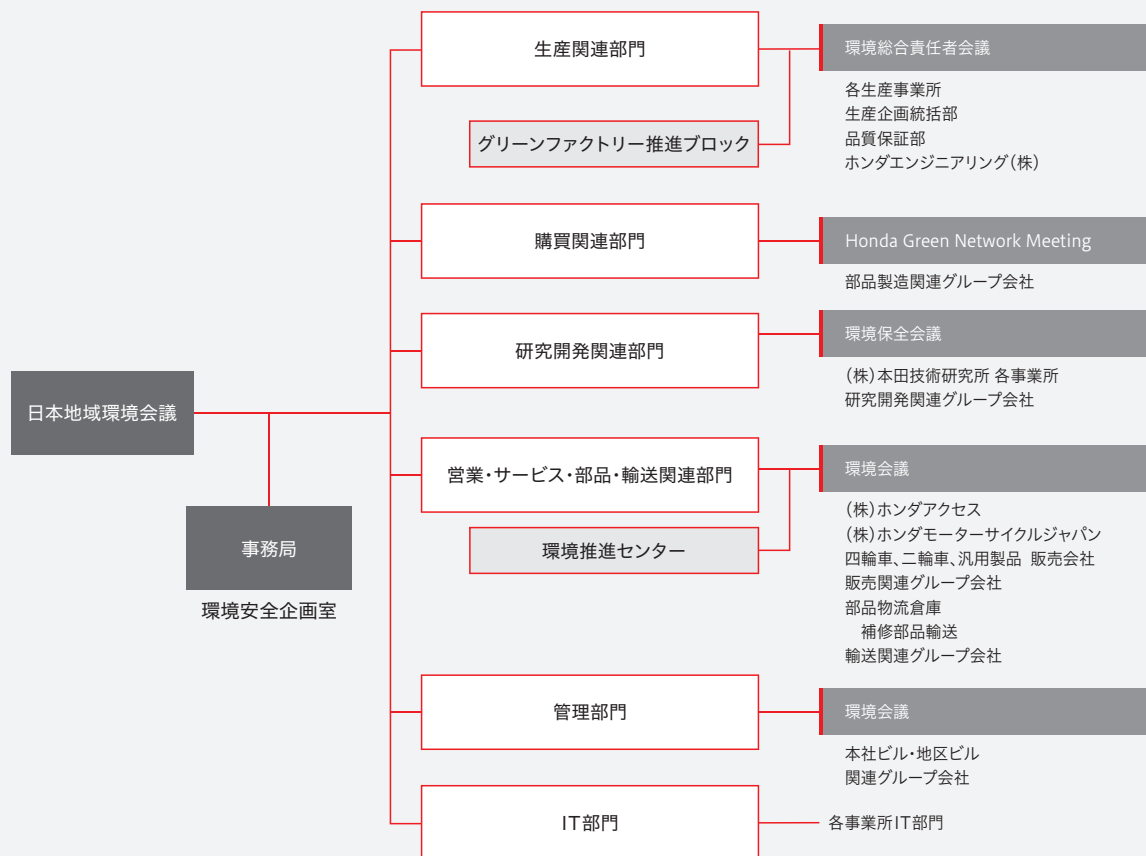 日本地域環境会議
事務局
環境安全企画室
生産関連部門
グリーンファクトリー推進ブロック
環境総合責任者会議
各生産事業所
生産企画統括部
品質保証部
ホンダエンジニアリング(株)
購買関連部門
Honda Green Network Meeting
部品製造関連グループ会社
研究開発関連部門
環境保全会議
(株)本田技術研究所 各事業所
研究開発関連グループ会社
営業・サービス・部品・輸送関連部門
環境推進センター
環境会議
(株)ホンダアクセス
(株)ホンダモーターサイクルジャパン
四輪車、二輪車、汎用製品 販売会社
販売関連グループ会社
部品物流倉庫
補修部品輸送
輸送関連グループ会社
管理部門
環境会議
本社ビル・地区ビル
関連グループ会社
IT部門
各事業所IT部門